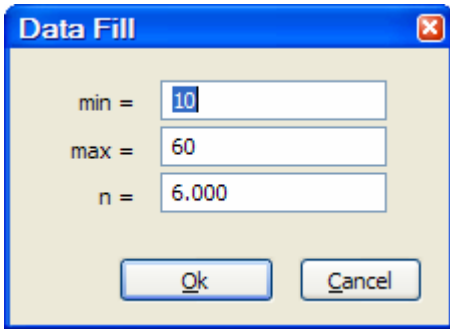 Data Fill
min = 10
max = 60
n = 6.000
Ok Cancel